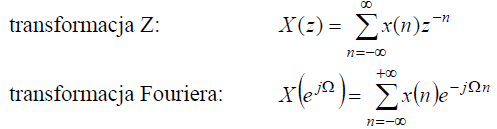 transformacja Z: X(z) = ∑_{n=-∞}^{∞} x(n)z^{-n}
transformacja Fouriera: X(e^{jΩ}) = ∑_{n=-∞}^{+∞} x(n)e^{-jΩn}